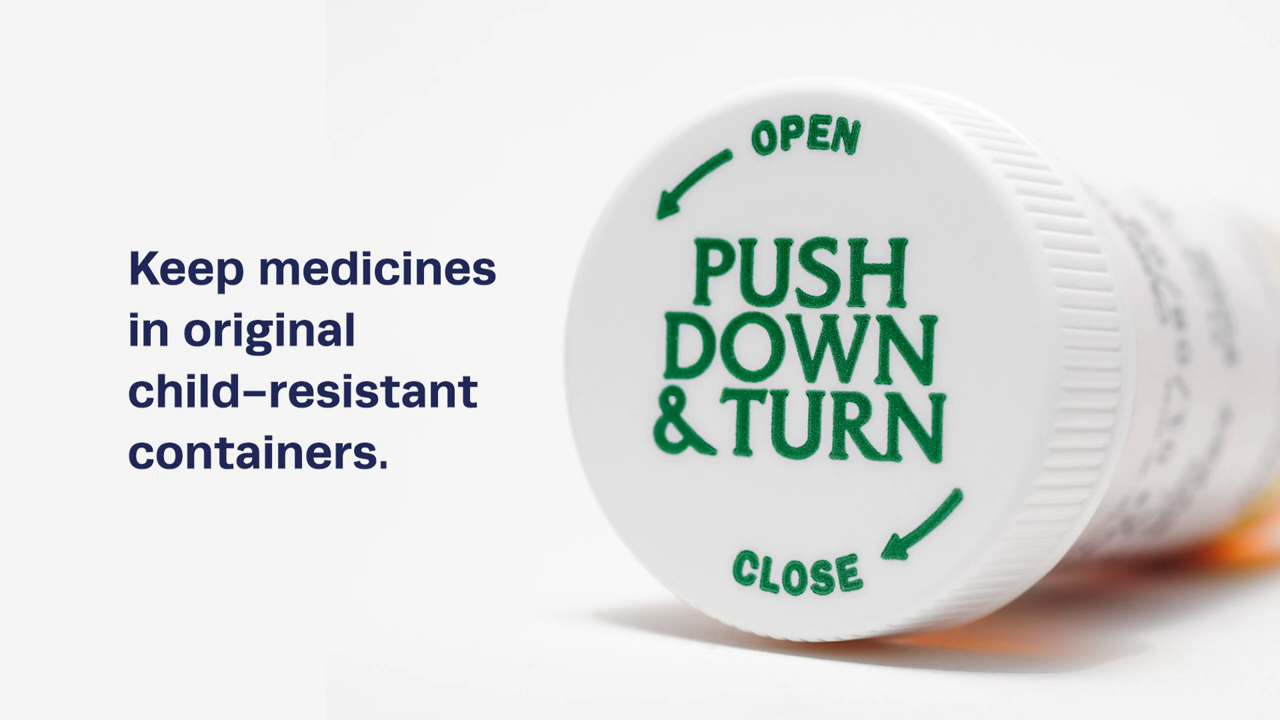 Keep medicines
in original
child–resistant
containers.
OPEN
PUSH
DOWN
& TURN
CLOSE